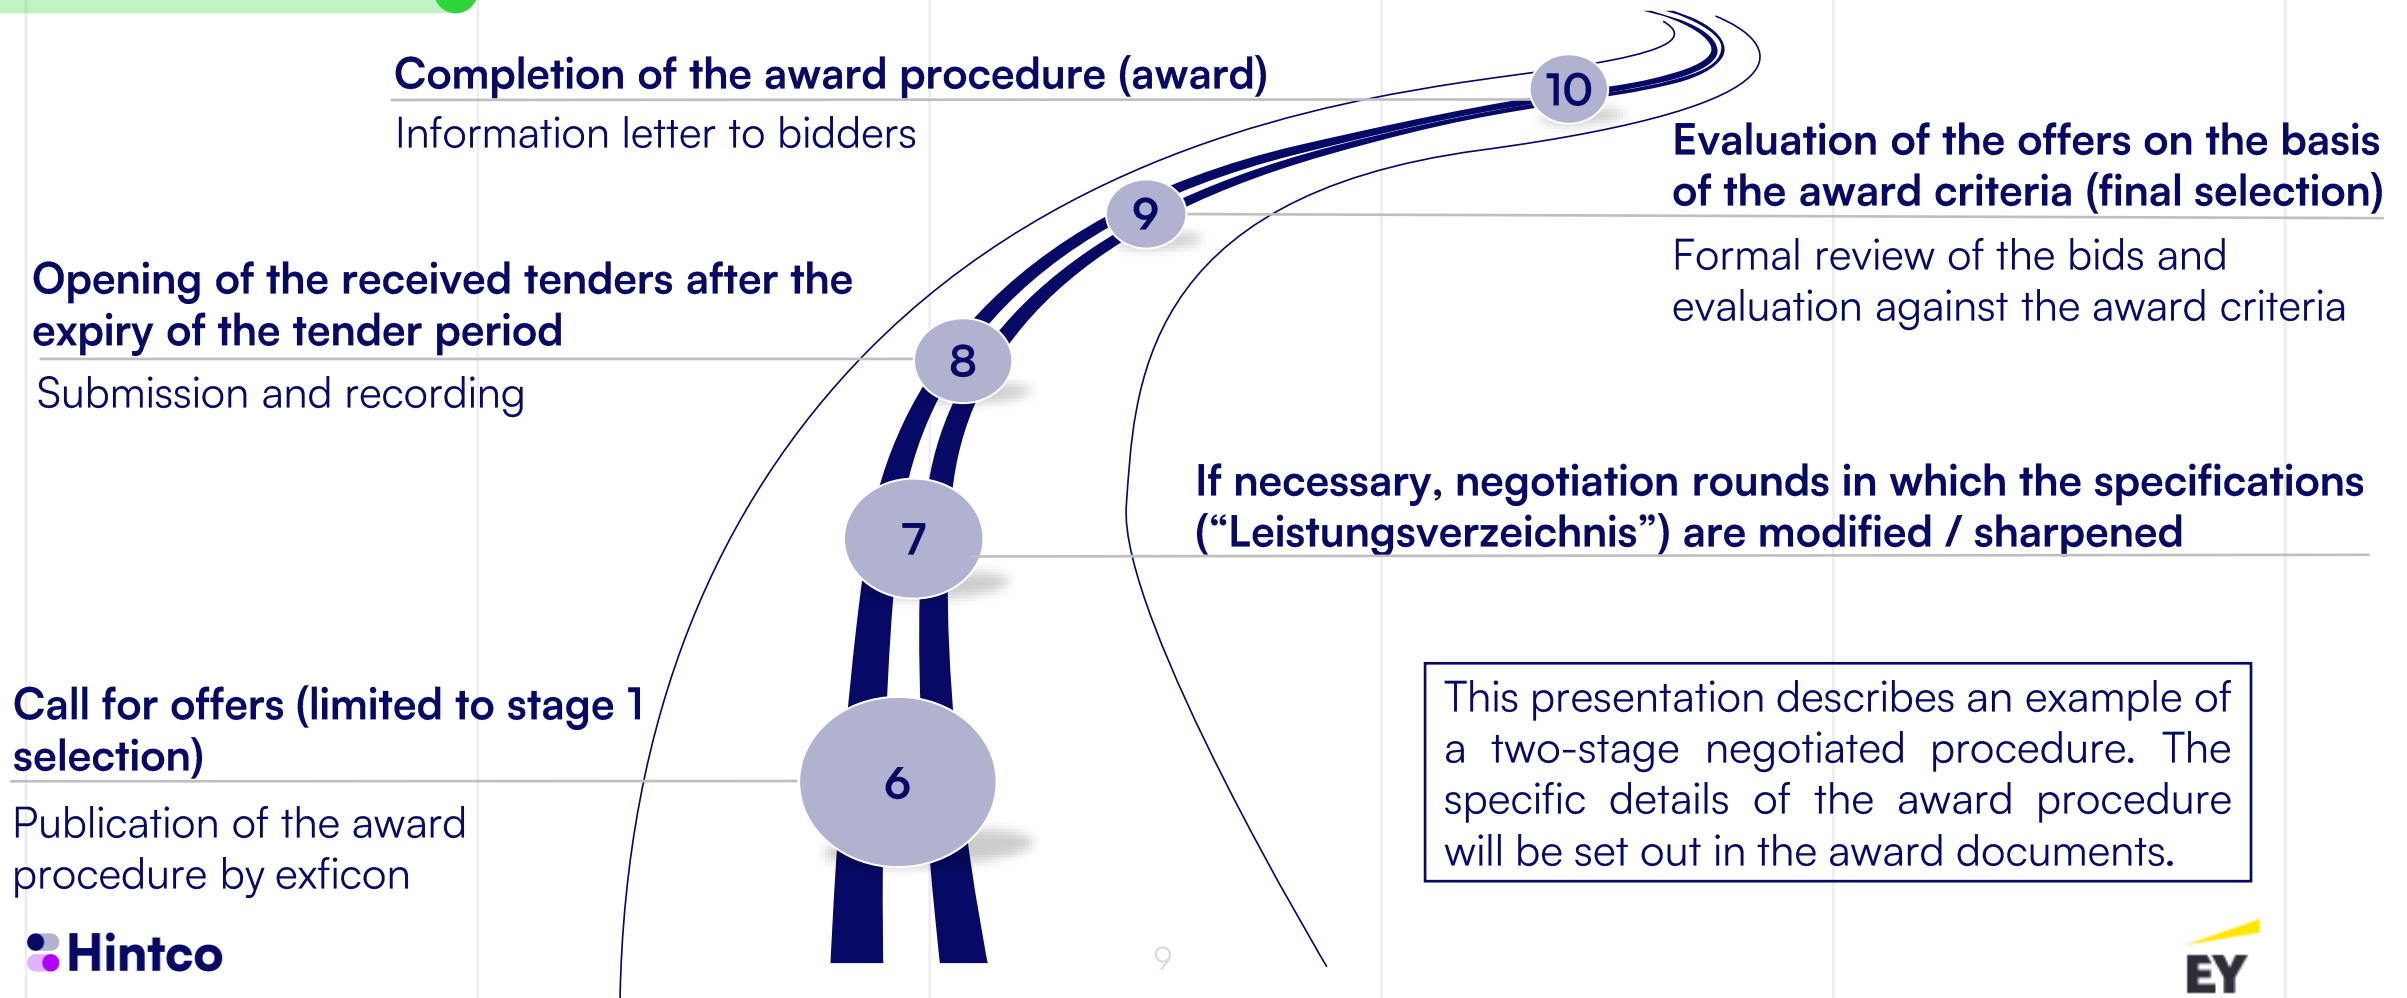 Completion of the award procedure (award)
Information letter to bidders
10
Evaluation of the offers on the basis
of the award criteria (final selection)
Formal review of the bids and
evaluation against the award criteria
9
Opening of the received tenders after the
expiry of the tender period
Submission and recording
8
If necessary, negotiation rounds in which the specifications
(“Leistungsverzeichnis”) are modified / sharpened
7
Call for offers (limited to stage 1
selection)
Publication of the award
procedure by exficon
6
This presentation describes an example of
a two-stage negotiated procedure. The
specific details of the award procedure
will be set out in the award documents.
Hintco
9
EY